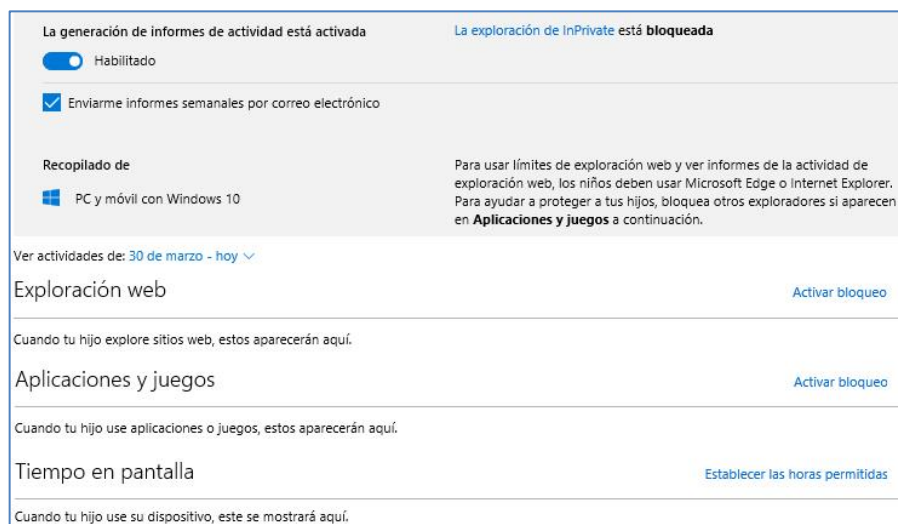 La generación de informes de actividad está activada
La exploración de InPrivate está bloqueada
Habilitado
Enviarme informes semanales por correo electrónico
Recopilado de
PC y móvil con Windows 10
Para usar límites de exploración web y ver informes de la actividad de
exploración web, los niños deben usar Microsoft Edge o Internet Explorer.
Para ayudar a proteger a tus hijos, bloquea otros exploradores si aparecen
en Aplicaciones y juegos a continuación.
Ver actividades de: 30 de marzo - hoy
Exploración web
Activar bloqueo
Cuando tu hijo explore sitios web, estos aparecerán aquí.
Aplicaciones y juegos
Activar bloqueo
Cuando tu hijo use aplicaciones o juegos, estos aparecerán aquí.
Tiempo en pantalla
Establecer las horas permitidas
Cuando tu hijo use su dispositivo, este se mostrará aquí.